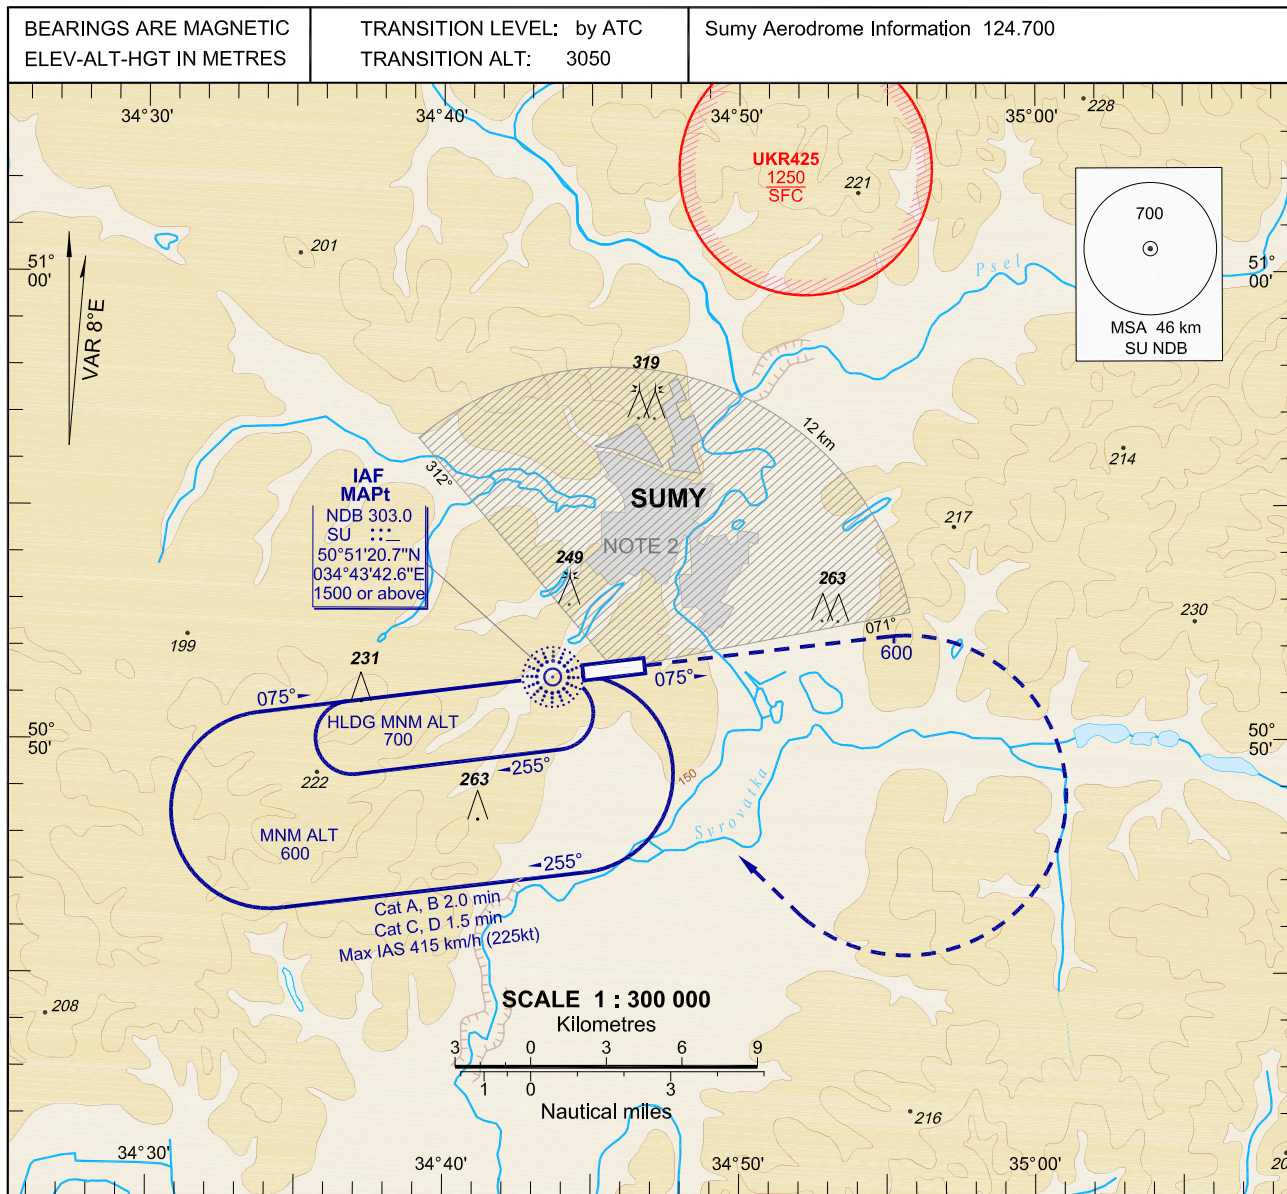 BEARINGS ARE MAGNETIC
ELEV-ALT-HGT IN METRES
TRANSITION LEVEL: by ATC
TRANSITION ALT: 3050
Sumy Aerodrome Information 124.700
34°30'
34°40'
34°50'
35°00'
228
UKR425
1250
SFC
221
700
MSA 46 km
SU NDB
201
51°
00'
51°
00'
Psel
VAR 8°E
319
12 km
312°
214
IAF
MAPt
NDB 303.0
SU
50°51'20.7"N
034°43'42.6"E
1500 or above
SUMY
NOTE 2
217
249
263
071°
230
199
231
075°
075°
600
HLDG MNM ALT
700
255°
50°
50'
50°
50'
222
263
150
Syrovatka
MNM ALT
600
255°
Cat A, B 2.0 min
Cat C, D 1.5 min
Max IAS 415 km/h (225kt)
208
SCALE 1 : 300 000
Kilometres
3 0 3 6 9
1 0 3
Nautical miles
216
34°30'
34°40'
34°50'
35°00'
20